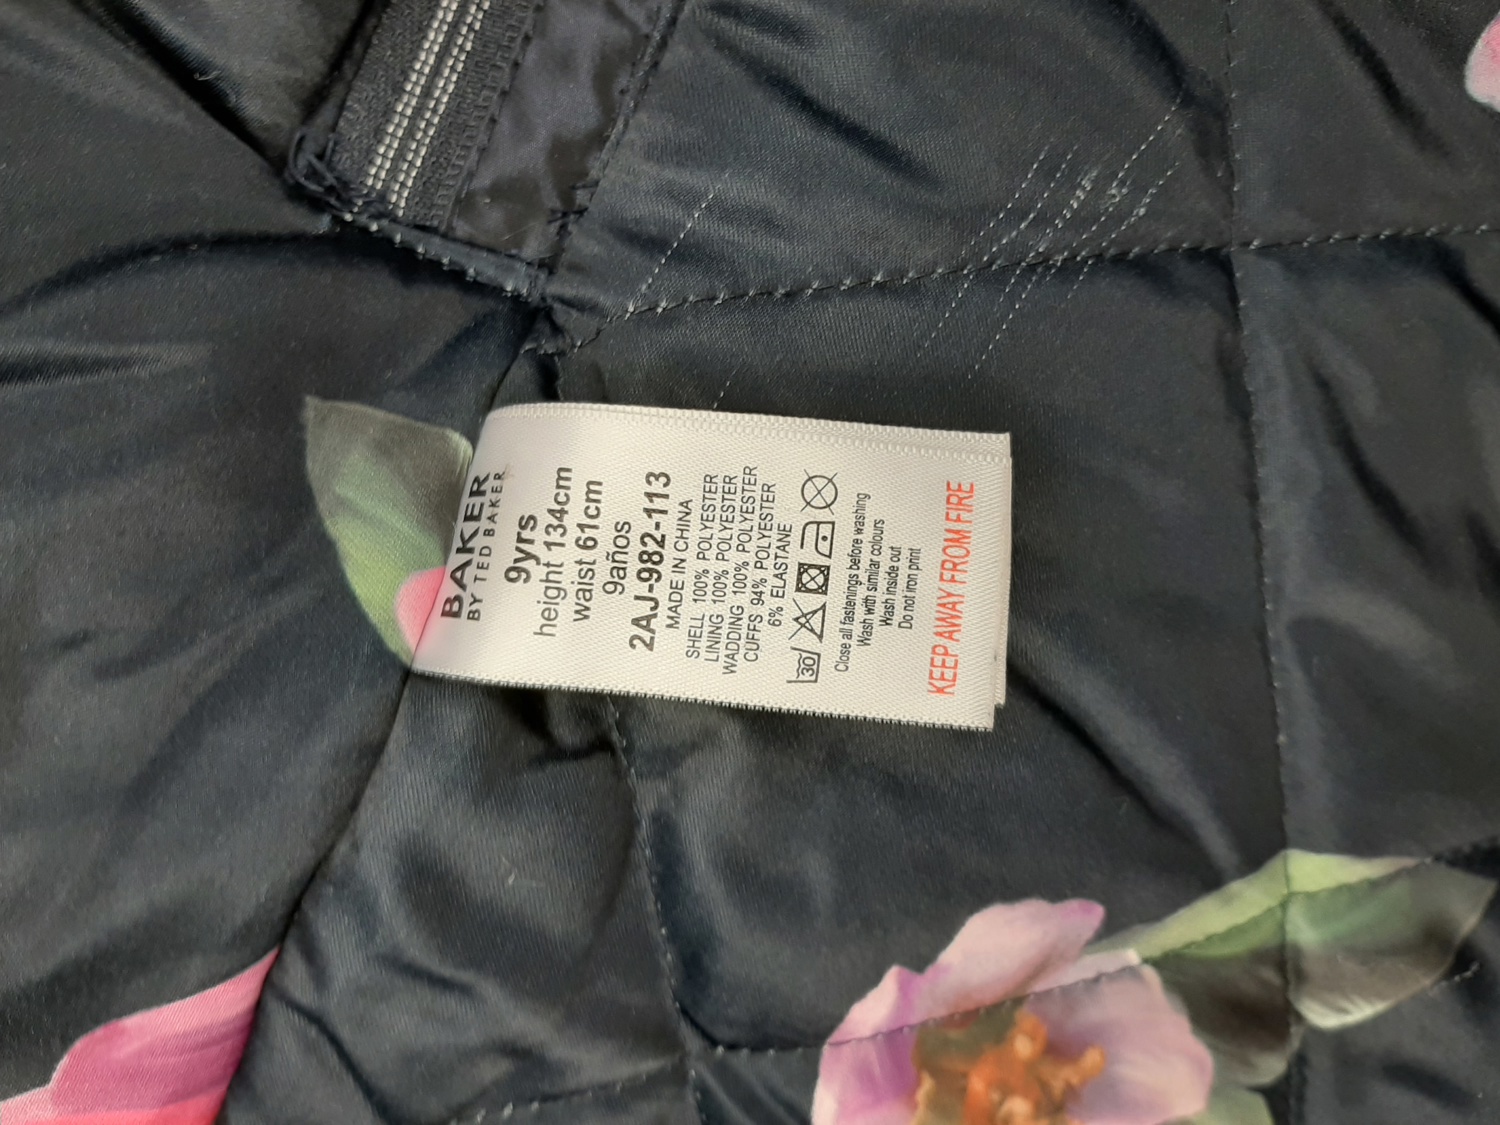 BAKER
BY TED BAKER
9yrs
height 134cm
waist 61cm
9años
2AJ-982-113
MADE IN CHINA
SHELL 100% POLYESTER
LINING 100% POLYESTER
WADDING 100% POLYESTER
CUFFS 94% POLYESTER
6% ELASTANE
30
Close all fastenings before washing
Wash with similar colours
Wash inside out
Do not iron print
KEEP AWAY FROM FIRE